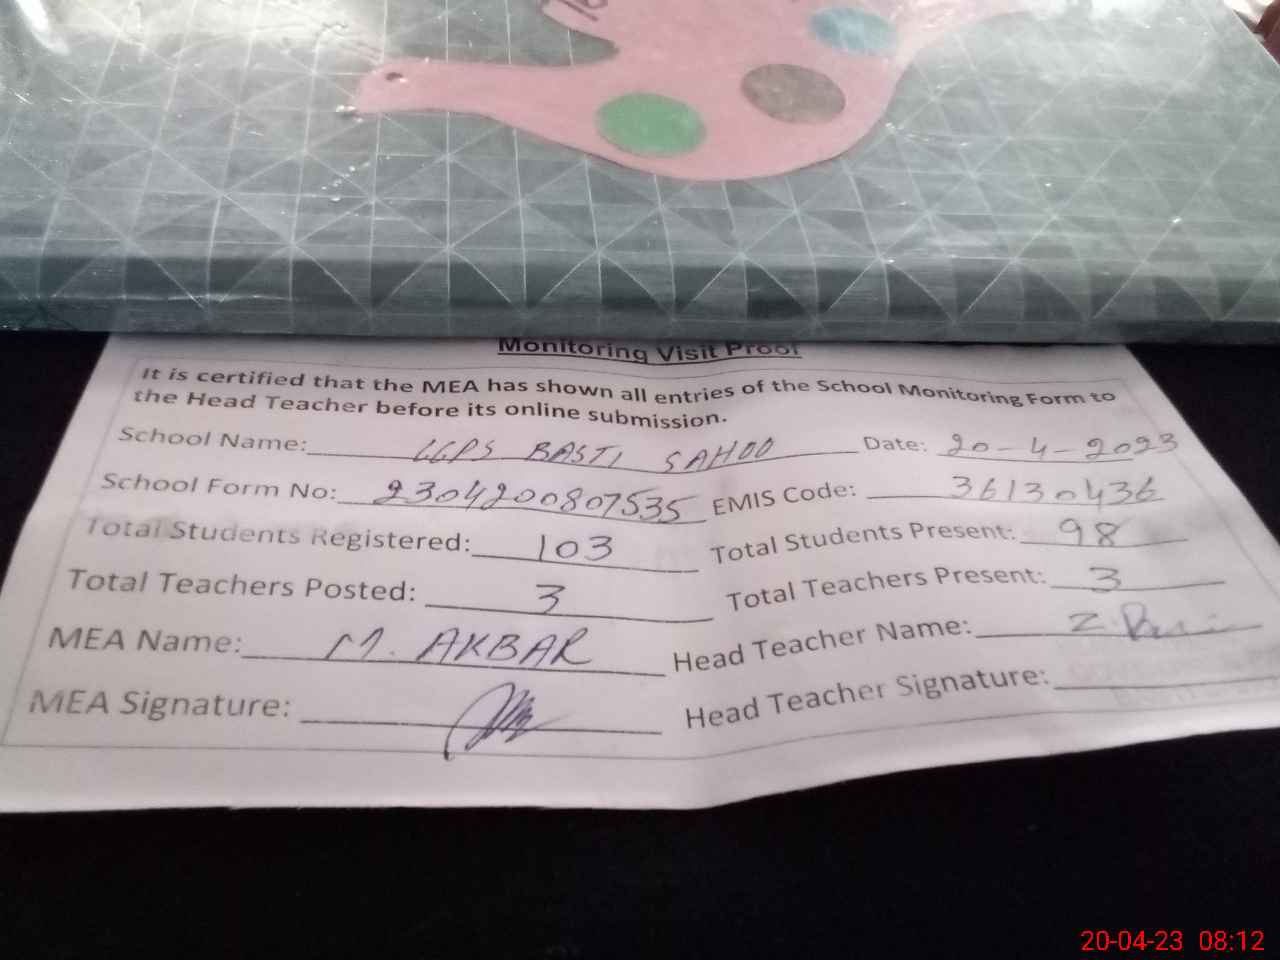 Monitoring Visit Proof
It is certified that the MEA has shown all entries of the School Monitoring Form to
the Head Teacher before its online submission.
School Name: GGPS BASTI SAHOO Date: 20-4-2023
School Form No: 2304200807535 EMIS Code: 36130436
Total Students Registered: 103 Total Students Present: 98
Total Teachers Posted: 3 Total Teachers Present: 3
MEA Name: M. AKBAR Head Teacher Name: Z.
MEA Signature: Head Teacher Signature:
20-04-23 08:12